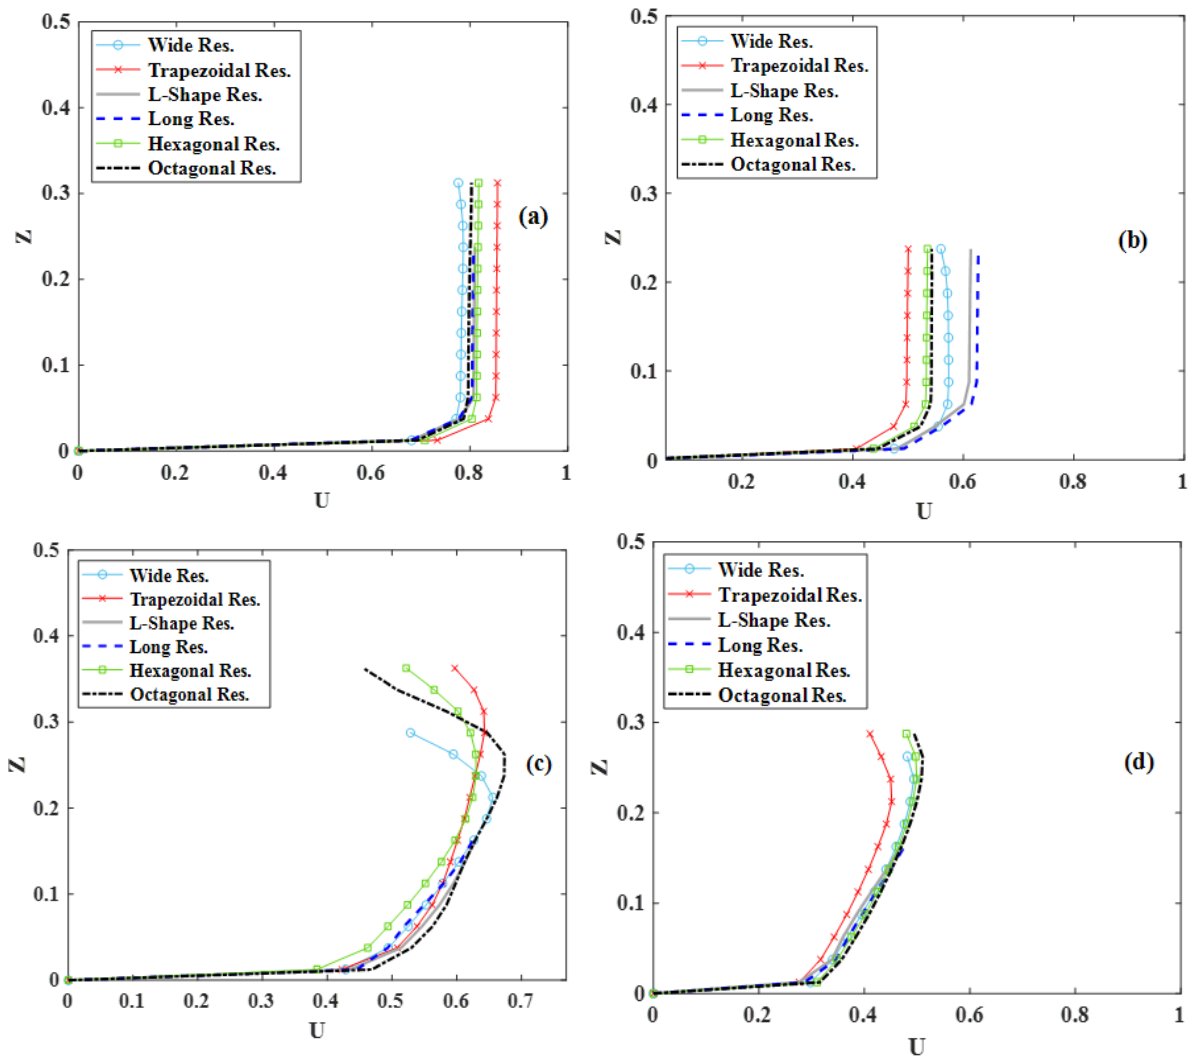 0.5
0.4
0.3
0.2
0.1
0
Z
Wide Res.
Trapezoidal Res.
L-Shape Res.
Long Res.
Hexagonal Res.
Octagonal Res.
(a)
0 0.2 0.4 0.6 0.8 1
U
0.5
0.4
0.3
0.2
0.1
0
Z
Wide Res.
Trapezoidal Res.
L-Shape Res.
Long Res.
Hexagonal Res.
Octagonal Res.
(b)
0.2 0.4 0.6 0.8 1
U
0.5
0.4
0.3
0.2
0.1
0
Z
Wide Res.
Trapezoidal Res.
L-Shape Res.
Long Res.
Hexagonal Res.
Octagonal Res.
(c)
0 0.1 0.2 0.3 0.4 0.5 0.6 0.7
U
0.5
0.4
0.3
0.2
0.1
0
Z
Wide Res.
Trapezoidal Res.
L-Shape Res.
Long Res.
Hexagonal Res.
Octagonal Res.
(d)
0 0.2 0.4 0.6 0.8 1
U